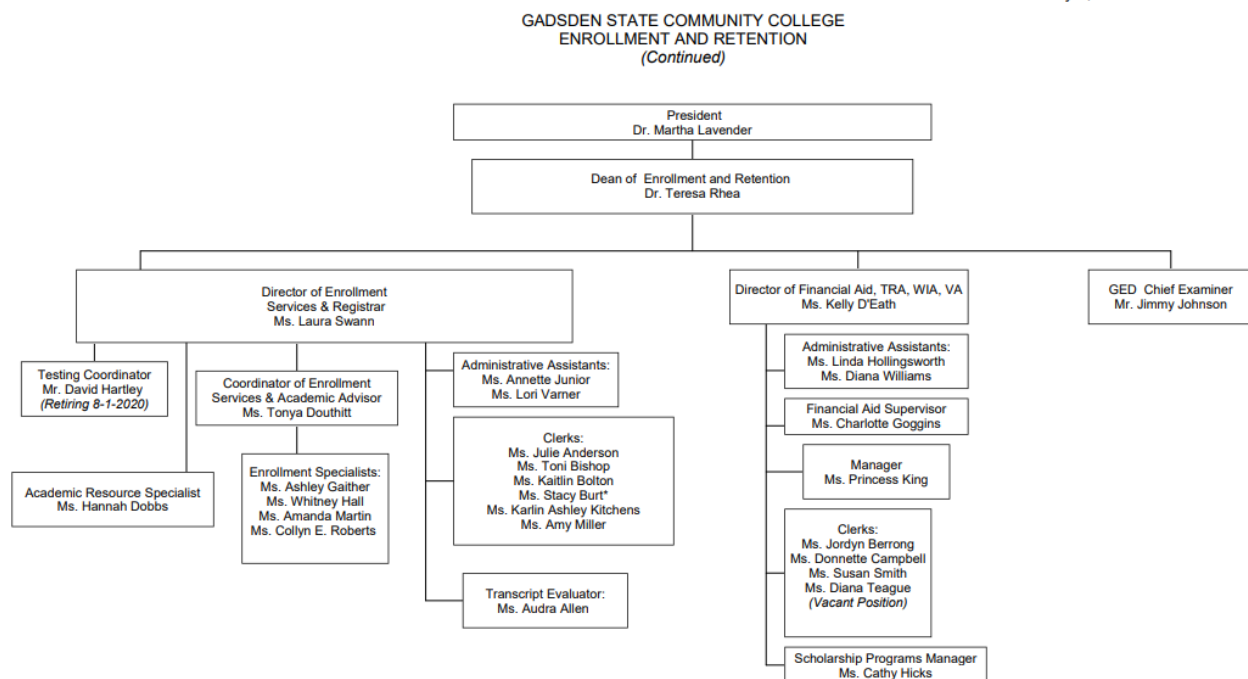 GADSDEN STATE COMMUNITY COLLEGE
ENROLLMENT AND RETENTION
(Continued)
President
Dr. Martha Lavender
Dean of Enrollment and Retention
Dr. Teresa Rhea
Director of Enrollment
Services & Registrar
Ms. Laura Swann
Director of Financial Aid, TRA, WIA, VA
Ms. Kelly D'Eath
GED Chief Examiner
Mr. Jimmy Johnson
Testing Coordinator
Mr. David Hartley
(Retiring 8-1-2020)
Coordinator of Enrollment
Services & Academic Advisor
Ms. Tonya Douthitt
Administrative Assistants:
Ms. Annette Junior
Ms. Lori Varner
Academic Resource Specialist
Ms. Hannah Dobbs
Enrollment Specialists:
Ms. Ashley Gaither
Ms. Whitney Hall
Ms. Amanda Martin
Ms. Collyn E. Roberts
Clerks:
Ms. Julie Anderson
Ms. Toni Bishop
Ms. Kaitlin Bolton
Ms. Stacy Burt*
Ms. Karlin Ashley Kitchens
Ms. Amy Miller
Transcript Evaluator:
Ms. Audra Allen
Administrative Assistants:
Ms. Linda Hollingsworth
Ms. Diana Williams
Financial Aid Supervisor
Ms. Charlotte Goggins
Manager
Ms. Princess King
Clerks:
Ms. Jordyn Berrong
Ms. Donnette Campbell
Ms. Susan Smith
Ms. Diana Teague
(Vacant Position)
Scholarship Programs Manager
Ms. Cathy Hicks